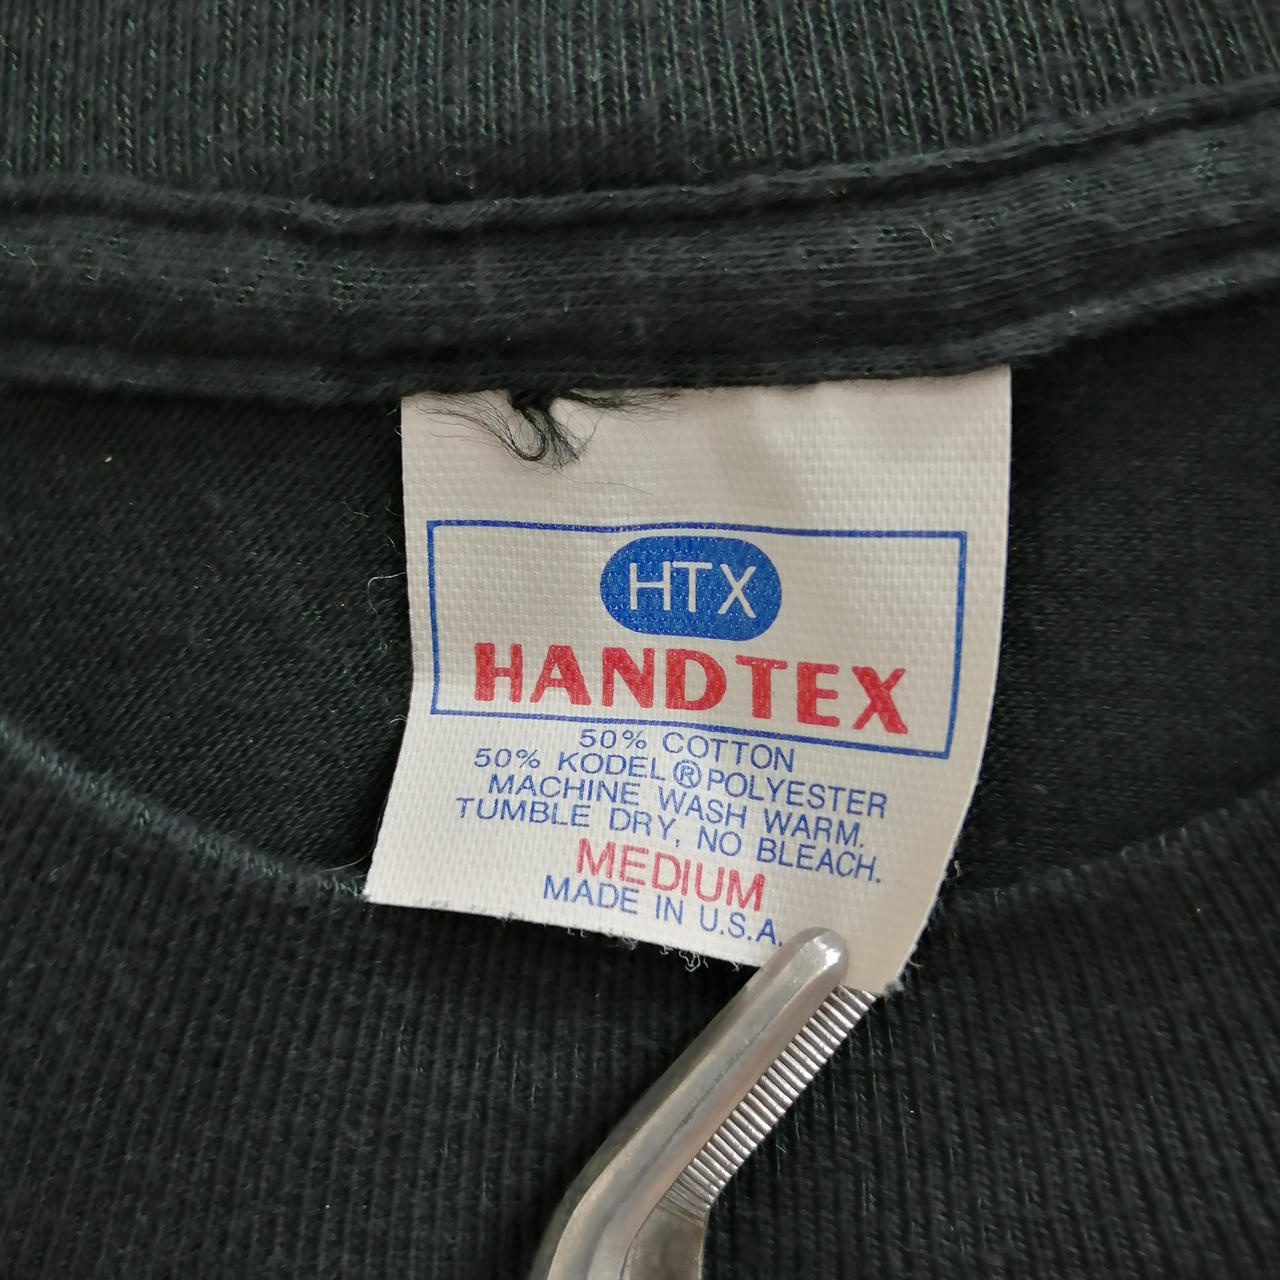 HTX
HANDTEX
50% COTTON
50% KODEL® POLYESTER
MACHINE WASH WARM.
TUMBLE DRY, NO BLEACH.
MEDIUM
MADE IN U.S.A.